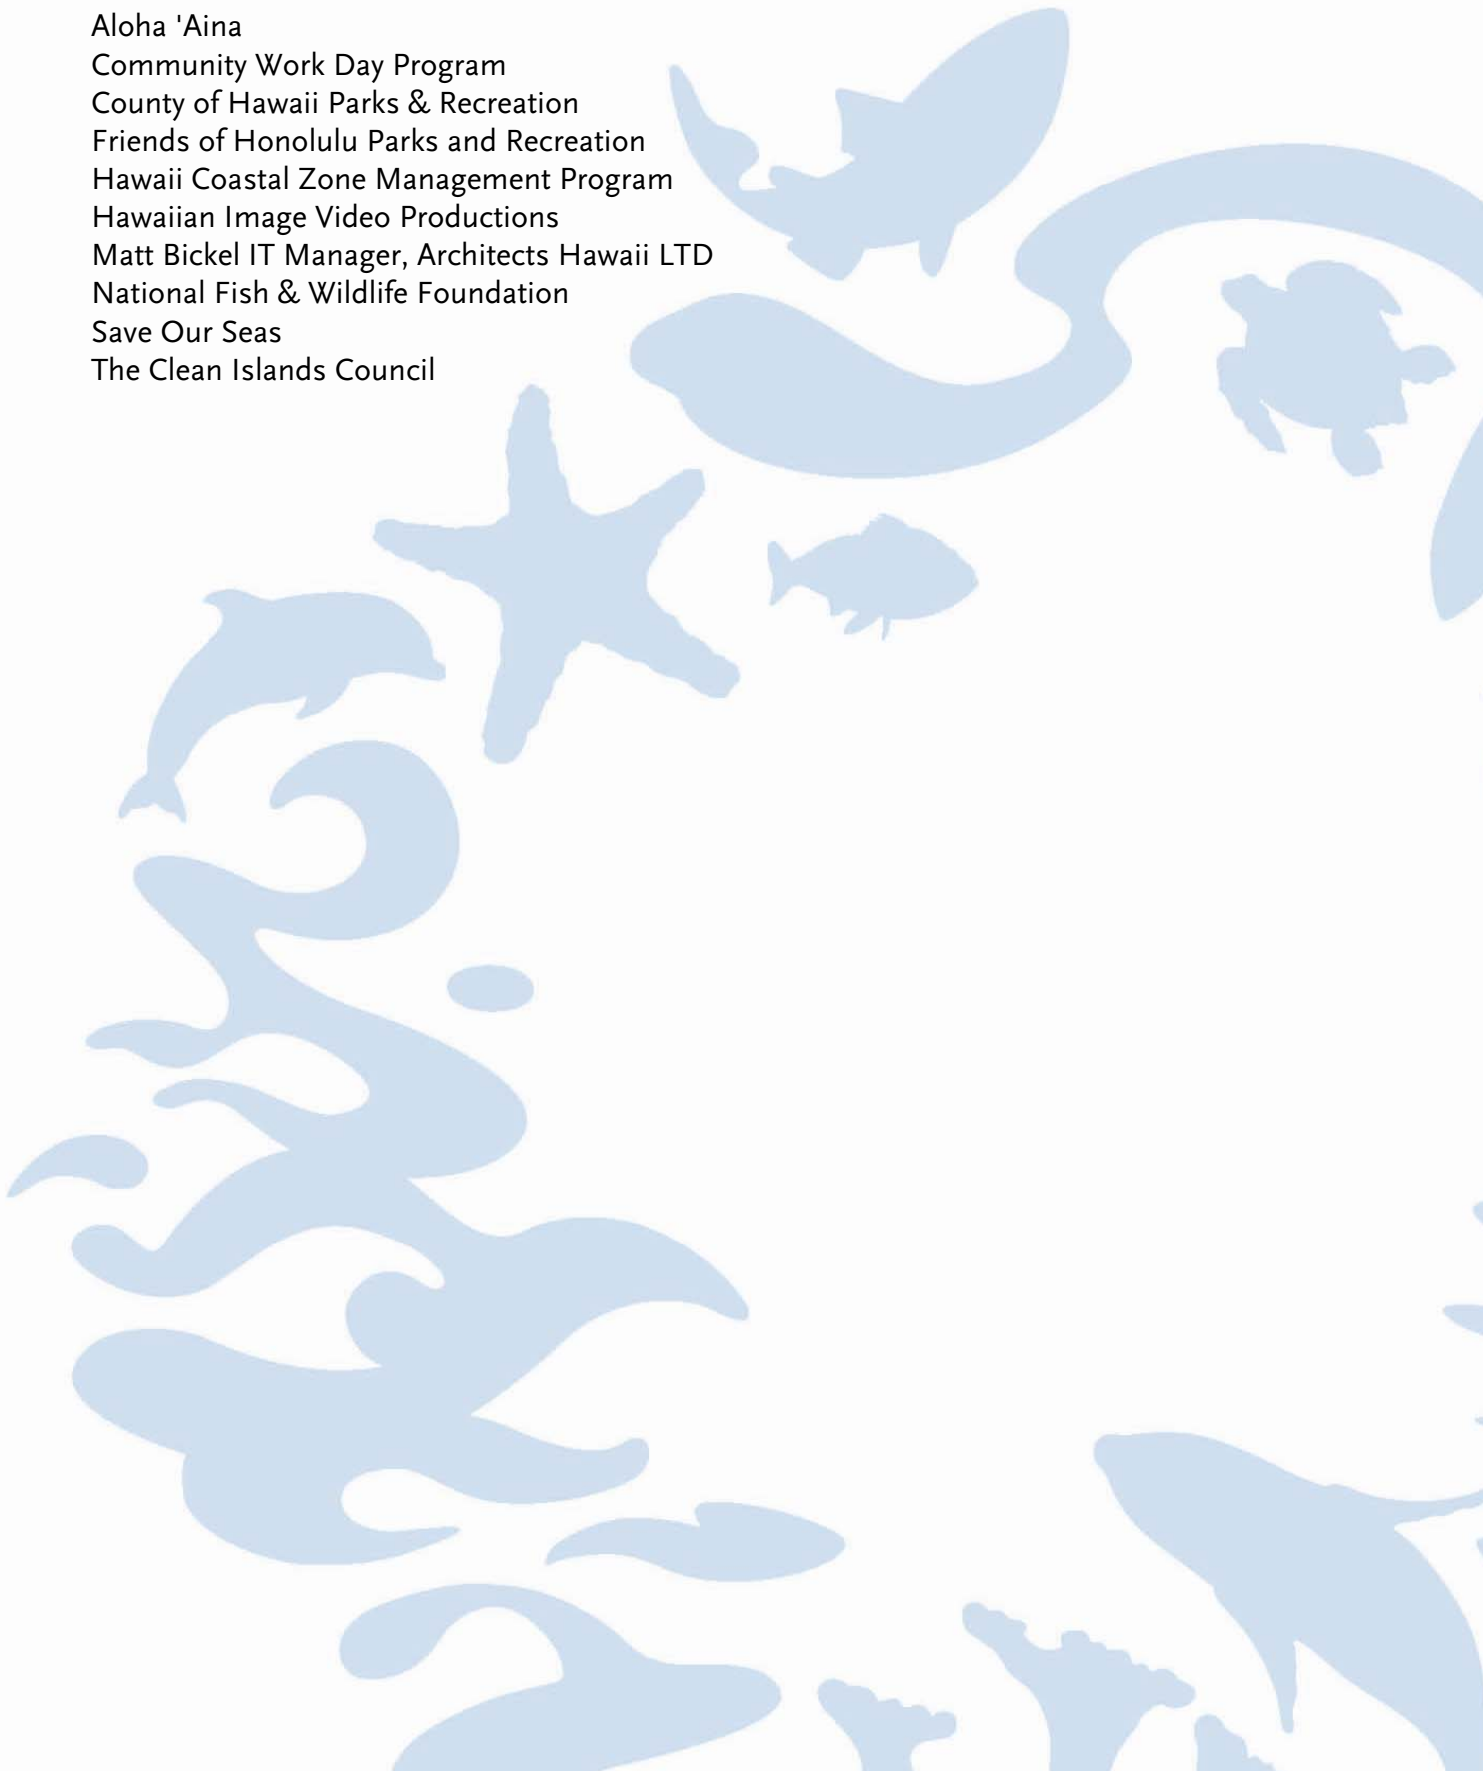 Aloha 'Aina
Community Work Day Program
County of Hawaii Parks & Recreation
Friends of Honolulu Parks and Recreation
Hawaii Coastal Zone Management Program
Hawaiian Image Video Productions
Matt Bickel IT Manager, Architects Hawaii LTD
National Fish & Wildlife Foundation
Save Our Seas
The Clean Islands Council